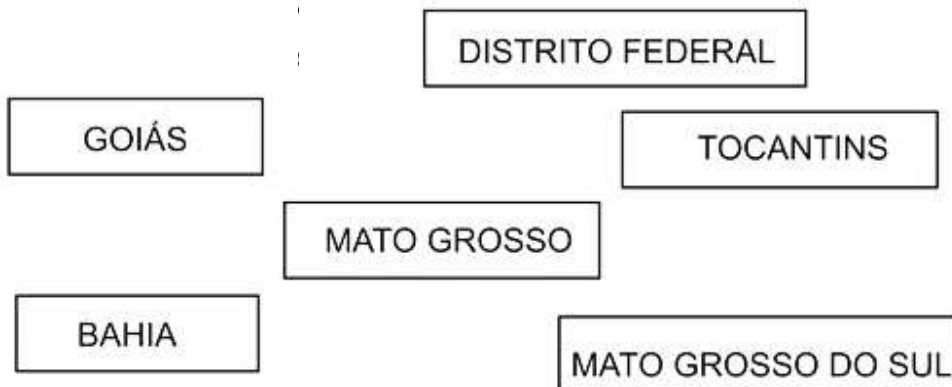 DISTRITO FEDERAL
GOIÁS
TOCANTINS
MATO GROSSO
BAHIA
MATO GROSSO DO SUL